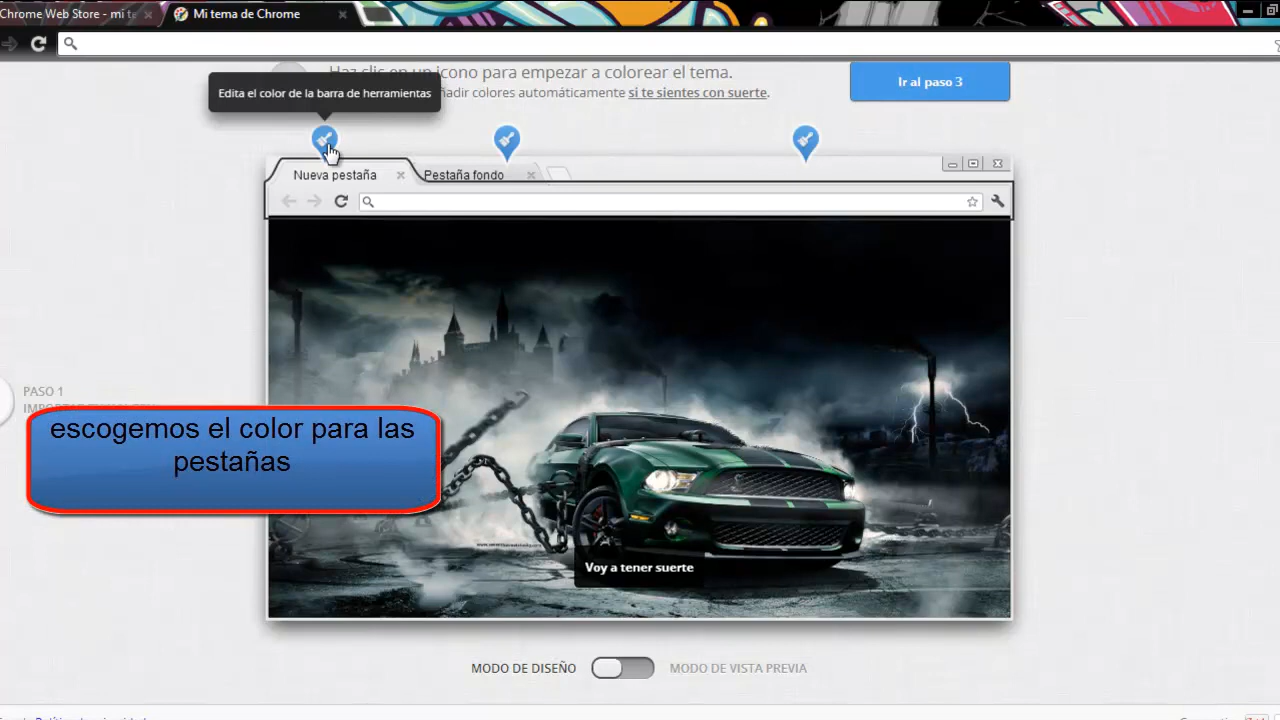 Chrome Web Store - mi te
Mi tema de Chrome
Haz clic en un icono para empezar a colorear el tema.
Ir al paso 3
Edita el color de la barra de herramientas
ñadir colores automáticamente si te sientes con suerte.
Nueva pestaña
Pestaña fondo
PASO 1
escogemos el color para las
pestañas
Voy a tener suerte
MODO DE DISEÑO
MODO DE VISTA PREVIA